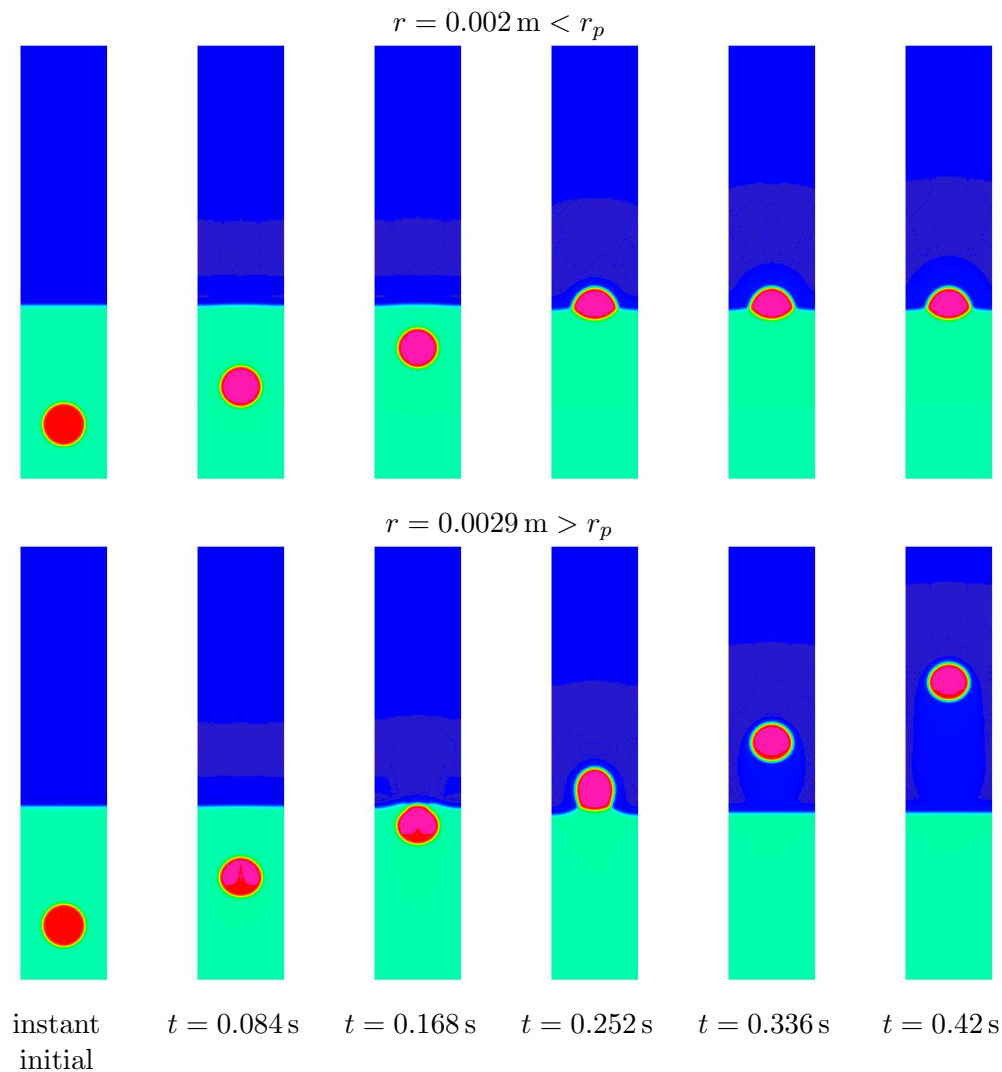 r = 0.002 m < r_p
r = 0.0029 m > r_p
instant initial
t = 0.084 s
t = 0.168 s
t = 0.252 s
t = 0.336 s
t = 0.42 s